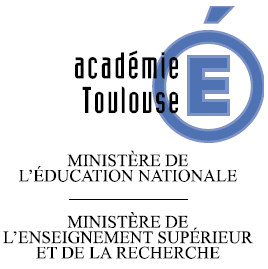 académie
Toulouse
É
MINISTÈRE DE
L'ÉDUCATION NATIONALE
MINISTÈRE DE
L'ENSEIGNEMENT SUPÉRIEUR
ET DE LA RECHERCHE